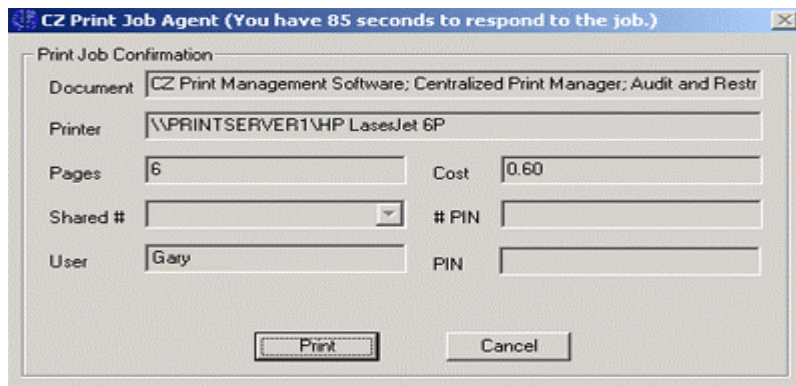 CZ Print Job Agent (You have 85 seconds to respond to the job.)
Print Job Confirmation
Document CZ Print Management Software; Centralized Print Manager; Audit and Restr
Printer \\PRINTSERVER1\HP LaserJet 6P
Pages 6 Cost 0.60
Shared # # PIN
User Gary PIN
Print Cancel